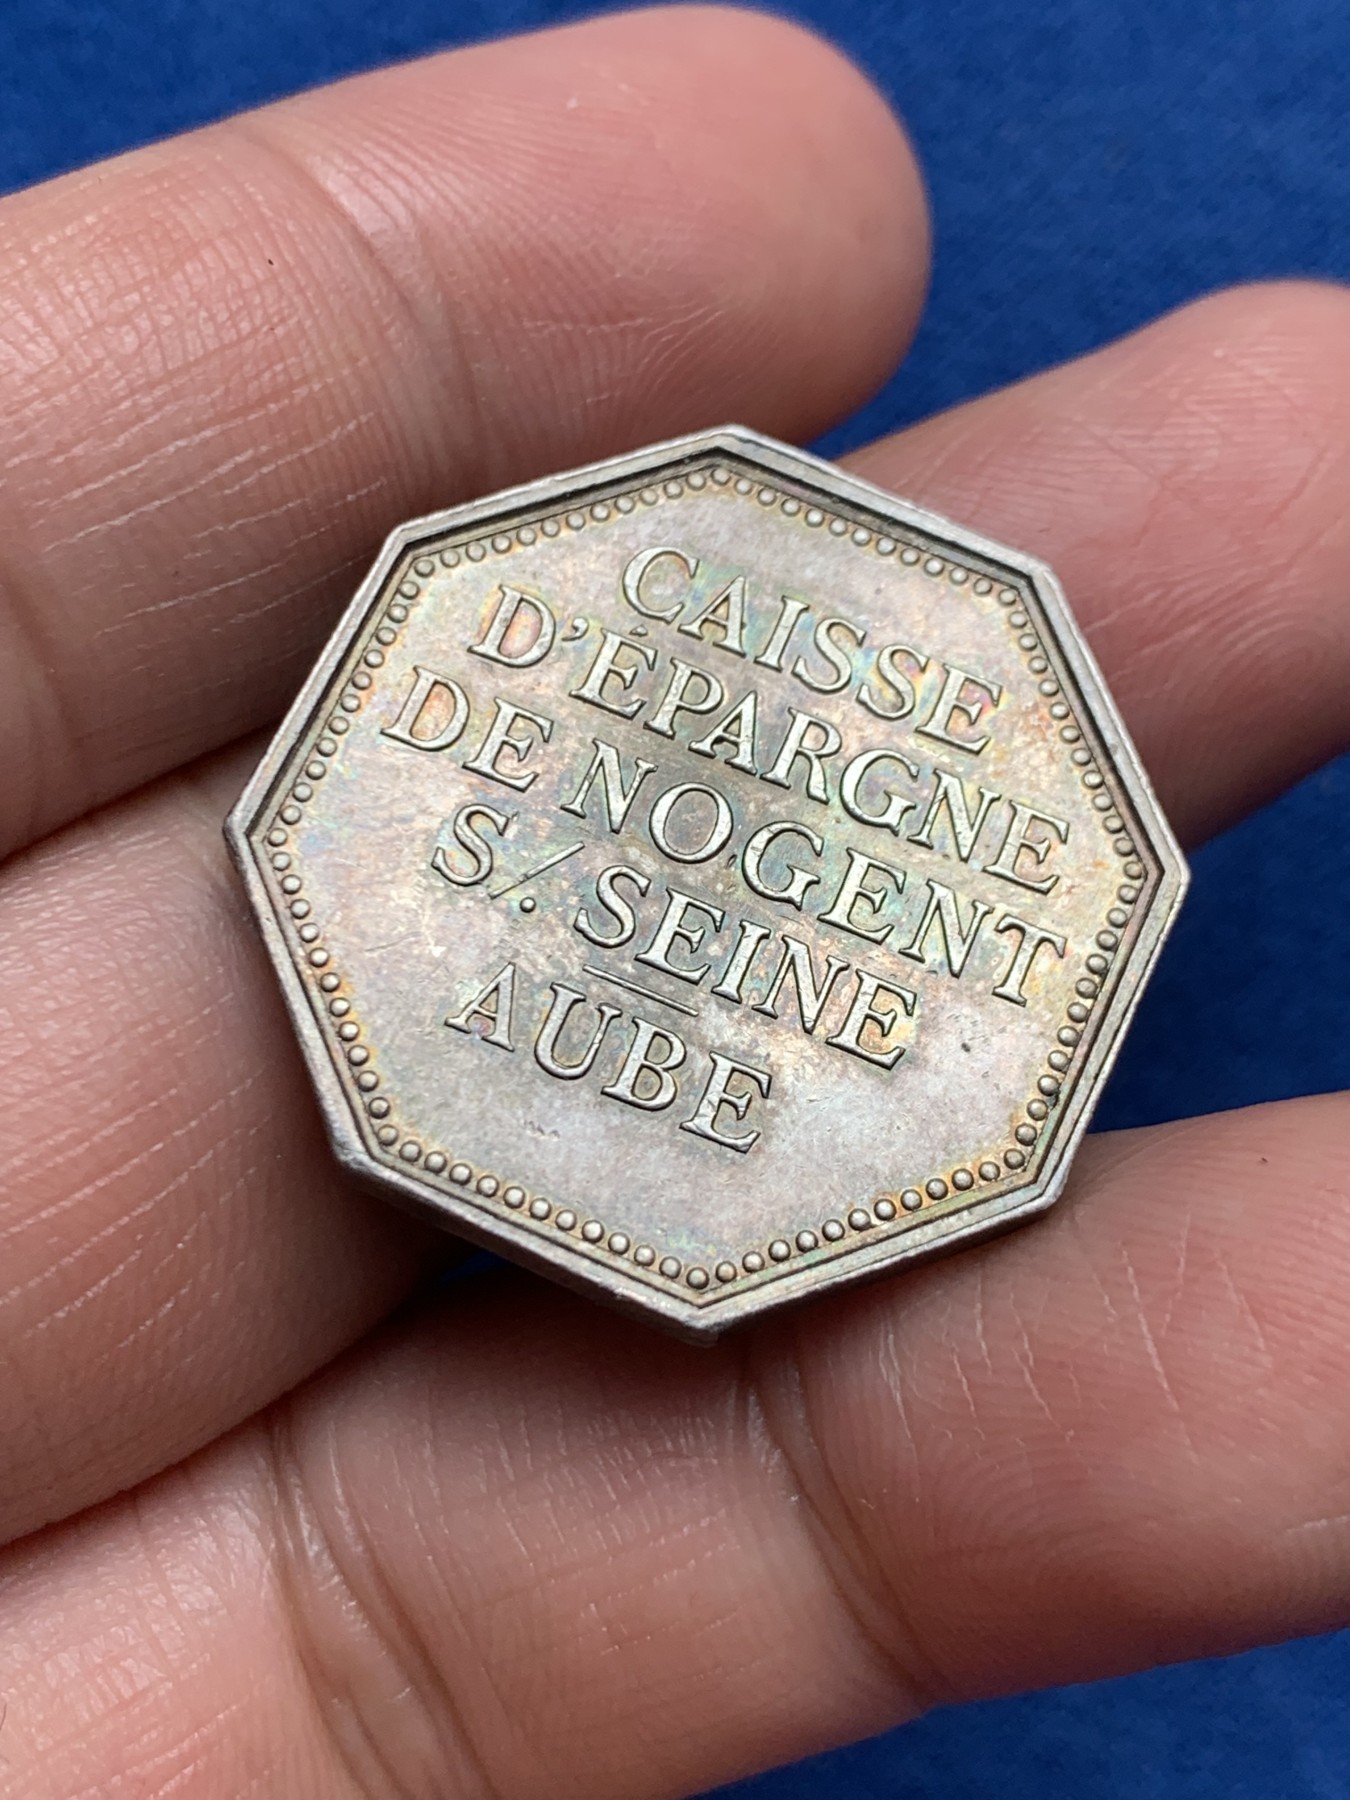 CAISSE
D'ÉPARGNE
DE NOGENT
S/. SEINE
AUBE